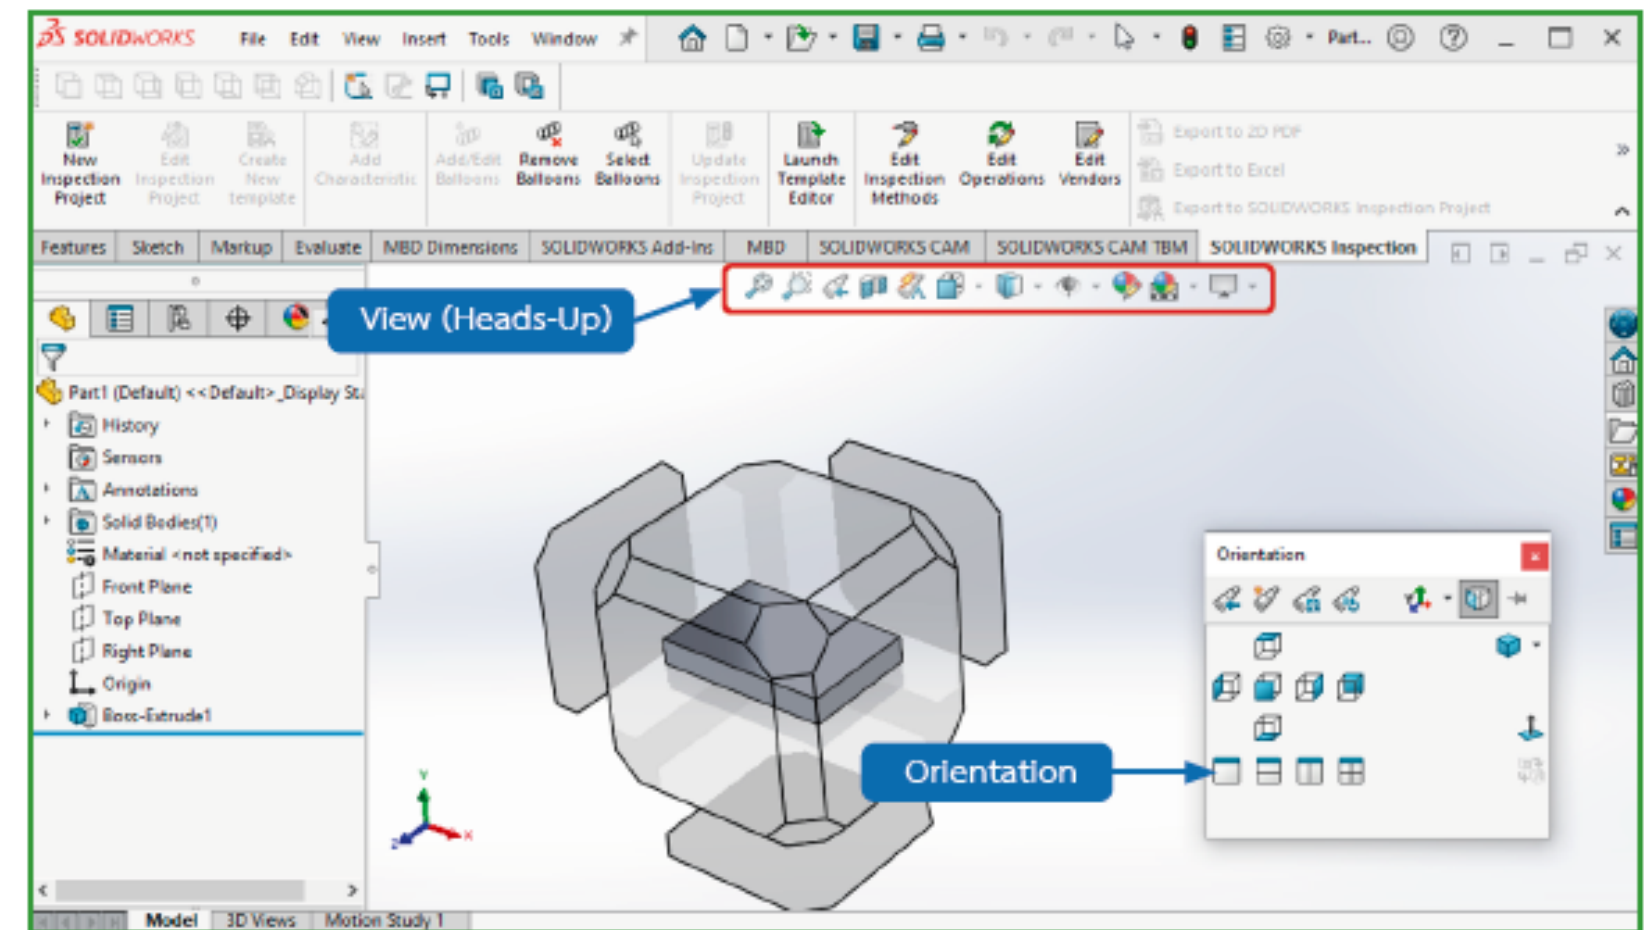 SOLIDWORKS File Edit View Insert Tools Window Part...
New Inspection Project
Edit Inspection Project
Create New template
Add Characteristic
Add/Edit Balloons
Remove Balloons
Select Balloons
Update Inspection Project
Launch Template Editor
Edit Inspection Methods
Edit Operations
Edit Vendors
Export to 2D PDF
Export to Excel
Export to SOLIDWORKS Inspection Project
Features Sketch Markup Evaluate MBD Dimensions SOLIDWORKS Add-Ins MBD SOLIDWORKS CAM SOLIDWORKS CAM TBM SOLIDWORKS Inspection
View (Heads-Up)
Part1 (Default) <<Default>_Display Sta
History
Sensors
Annotations
Solid Bodies(1)
Material <not specified>
Front Plane
Top Plane
Right Plane
Origin
Boss-Extrude1
Orientation
Orientation
Y
X
Z
Model 3D Views Motion Study 1